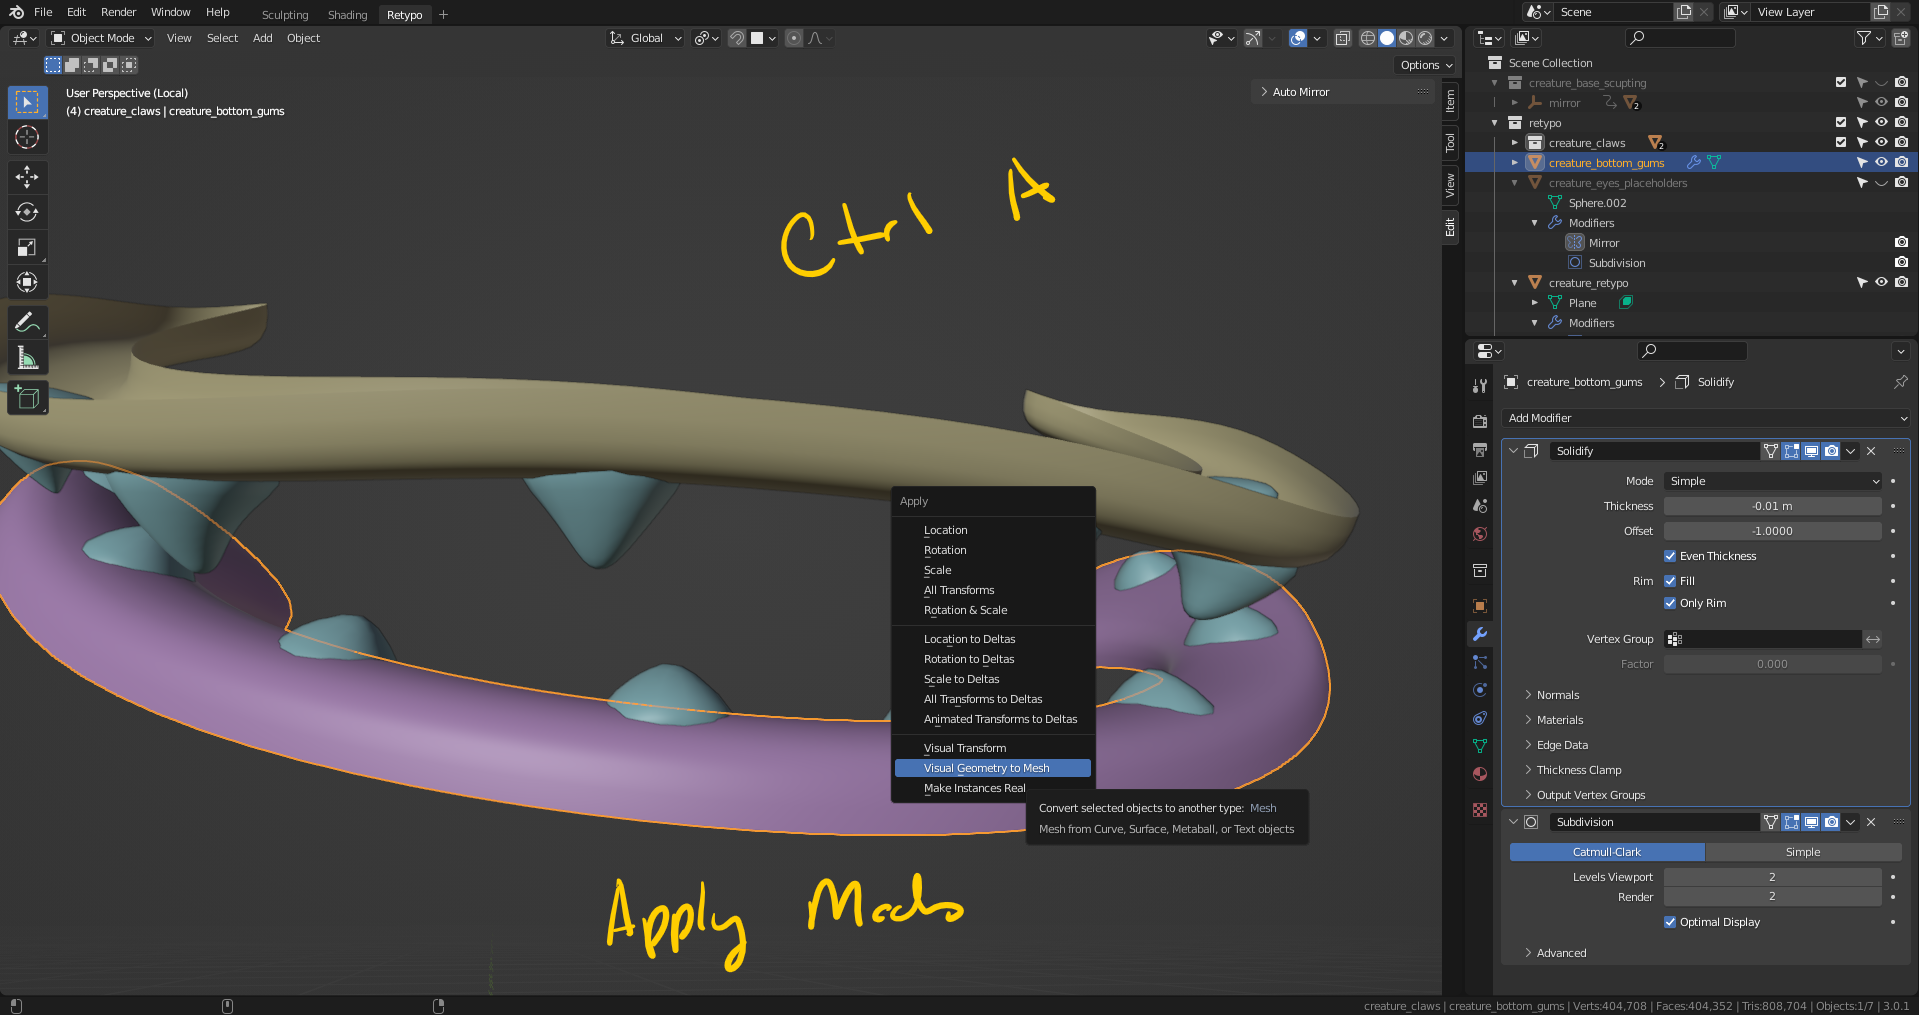 File Edit Render Window Help Sculpting Shading Retypo + Scene View Layer
Object Mode View Select Add Object Global
Options
User Perspective (Local)
(4) creature_claws | creature_bottom_gums
Auto Mirror
Item
Tool
View
Edit
Ctrl A
Apply
Location
Rotation
Scale
All Transforms
Rotation & Scale
Location to Deltas
Rotation to Deltas
Scale to Deltas
All Transforms to Deltas
Animated Transforms to Deltas
Visual Transform
Visual Geometry to Mesh
Make Instances Real
Convert selected objects to another type: Mesh
Mesh from Curve, Surface, Metaball, or Text objects
Apply Mods
Scene Collection
creature_base_scupting
mirror 2
retypo
creature_claws 2
creature_bottom_gums
creature_eyes_placeholders
Sphere.002
Modifiers
Mirror
Subdivision
creature_retypo
Plane
Modifiers
creature_bottom_gums > Solidify
Add Modifier
Solidify
Mode Simple
Thickness -0.01 m
Offset -1.0000
Even Thickness
Rim Fill
Only Rim
Vertex Group
Factor 0.000
Normals
Materials
Edge Data
Thickness Clamp
Output Vertex Groups
Subdivision
Catmull-Clark Simple
Levels Viewport 2
Render 2
Optimal Display
Advanced
creature_claws | creature_bottom_gums | Verts:404,708 | Faces:404,352 | Tris:808,704 | Objects:1/7 | 3.0.1